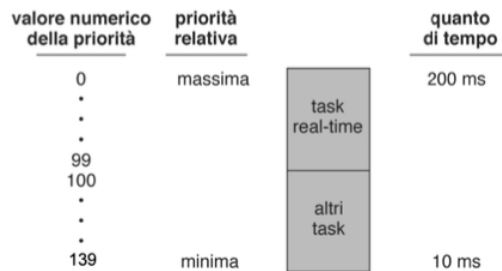 valore numerico della priorità
priorità relativa
quanto di tempo
0 massima 200 ms
task real-time
99
100
altri task
139 minima 10 ms